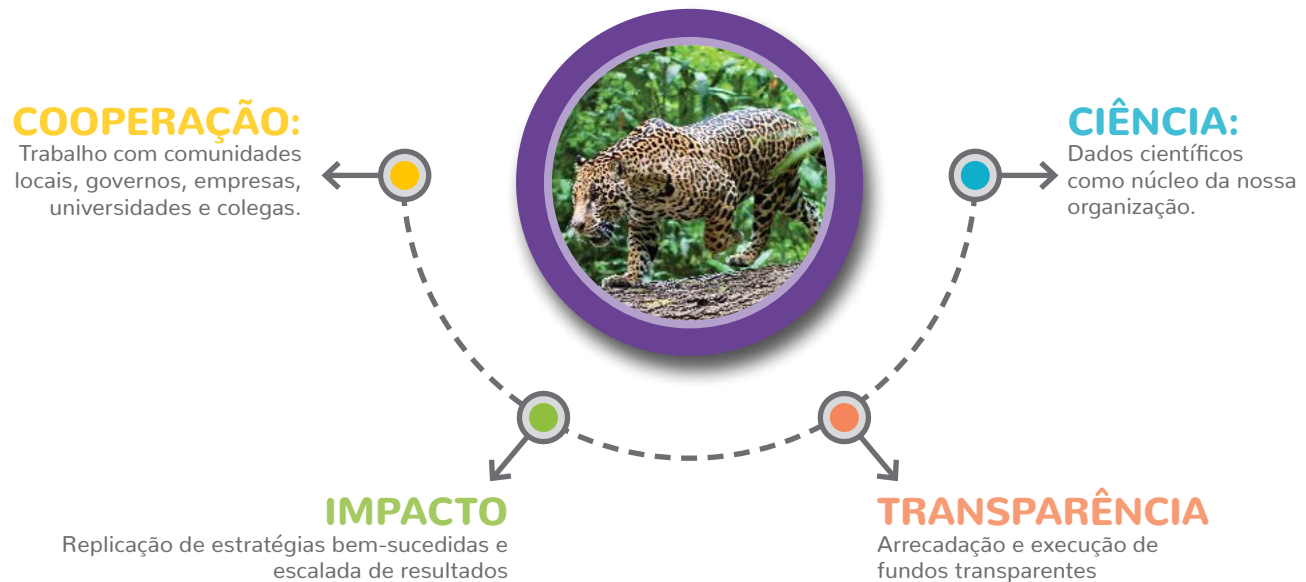 COOPERAÇÃO:
Trabalho com comunidades
locais, governos, empresas,
universidades e colegas.
CIÊNCIA:
Dados científicos
como núcleo da nossa
organização.
IMPACTO
Replicação de estratégias bem-sucedidas e
escalada de resultados
TRANSPARÊNCIA
Arrecadação e execução de
fundos transparentes